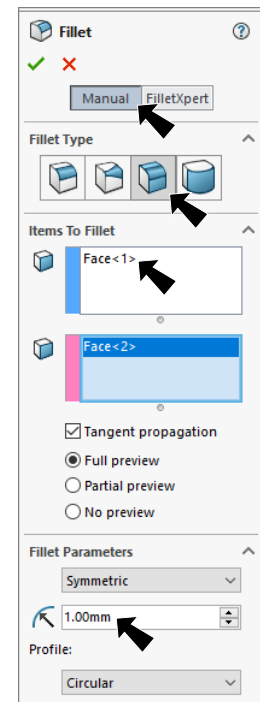 Fillet
Manual FilletXpert
Fillet Type
Items To Fillet
Face<1>
Face<2>
Tangent propagation
Full preview
Partial preview
No preview
Fillet Parameters
Symmetric
1.00mm
Profile:
Circular